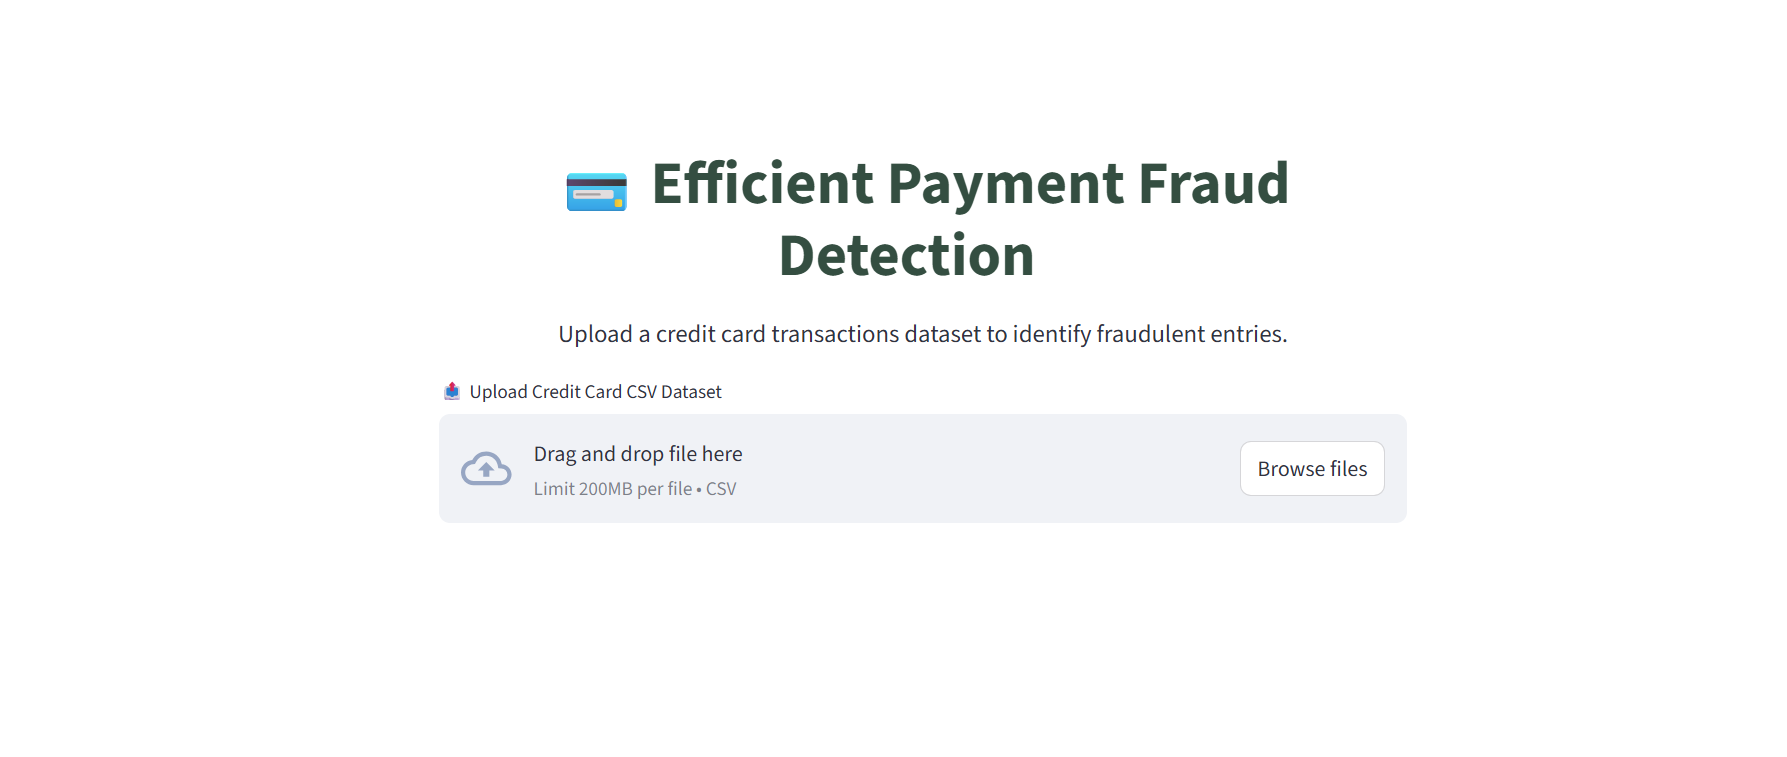 Efficient Payment Fraud
Detection
Upload a credit card transactions dataset to identify fraudulent entries.
Upload Credit Card CSV Dataset
Drag and drop file here
Limit 200MB per file • CSV
Browse files